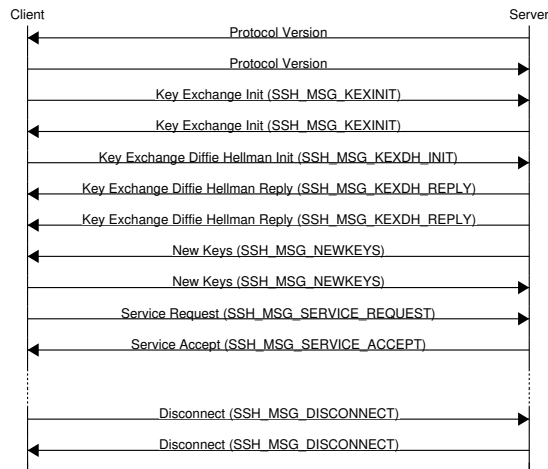 Client Server
Protocol Version
Protocol Version
Key Exchange Init (SSH_MSG_KEXINIT)
Key Exchange Init (SSH_MSG_KEXINIT)
Key Exchange Diffie Hellman Init (SSH_MSG_KEXDH_INIT)
Key Exchange Diffie Hellman Reply (SSH_MSG_KEXDH_REPLY)
Key Exchange Diffie Hellman Reply (SSH_MSG_KEXDH_REPLY)
New Keys (SSH_MSG_NEWKEYS)
New Keys (SSH_MSG_NEWKEYS)
Service Request (SSH_MSG_SERVICE_REQUEST)
Service Accept (SSH_MSG_SERVICE_ACCEPT)
Disconnect (SSH_MSG_DISCONNECT)
Disconnect (SSH_MSG_DISCONNECT)